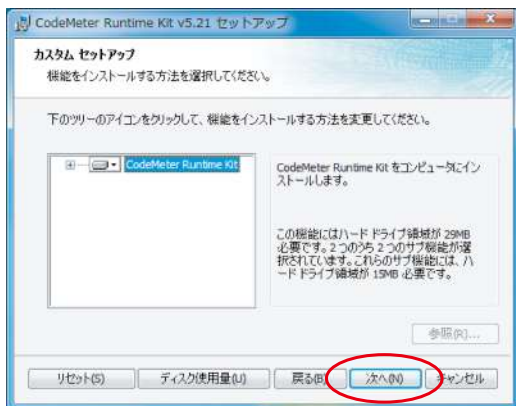 CodeMeter Runtime Kit v5.21 セットアップ
カスタム セットアップ
機能をインストールする方法を選択してください。
下のツリーのアイコンをクリックして、機能をインストールする方法を変更してください。
CodeMeter Runtime Kit
CodeMeter Runtime Kit をコンピュータにイン
ストールします。
この機能にはハード ドライブ領域が 29MB
必要です。2 つのうち 2 つのサブ機能が選
択されています。これらのサブ機能には、ハ
ード ドライブ領域が 15MB 必要です。
参照(R)...
リセット(S) ディスク使用量(U) 戻る(B) 次へ(N) キャンセル